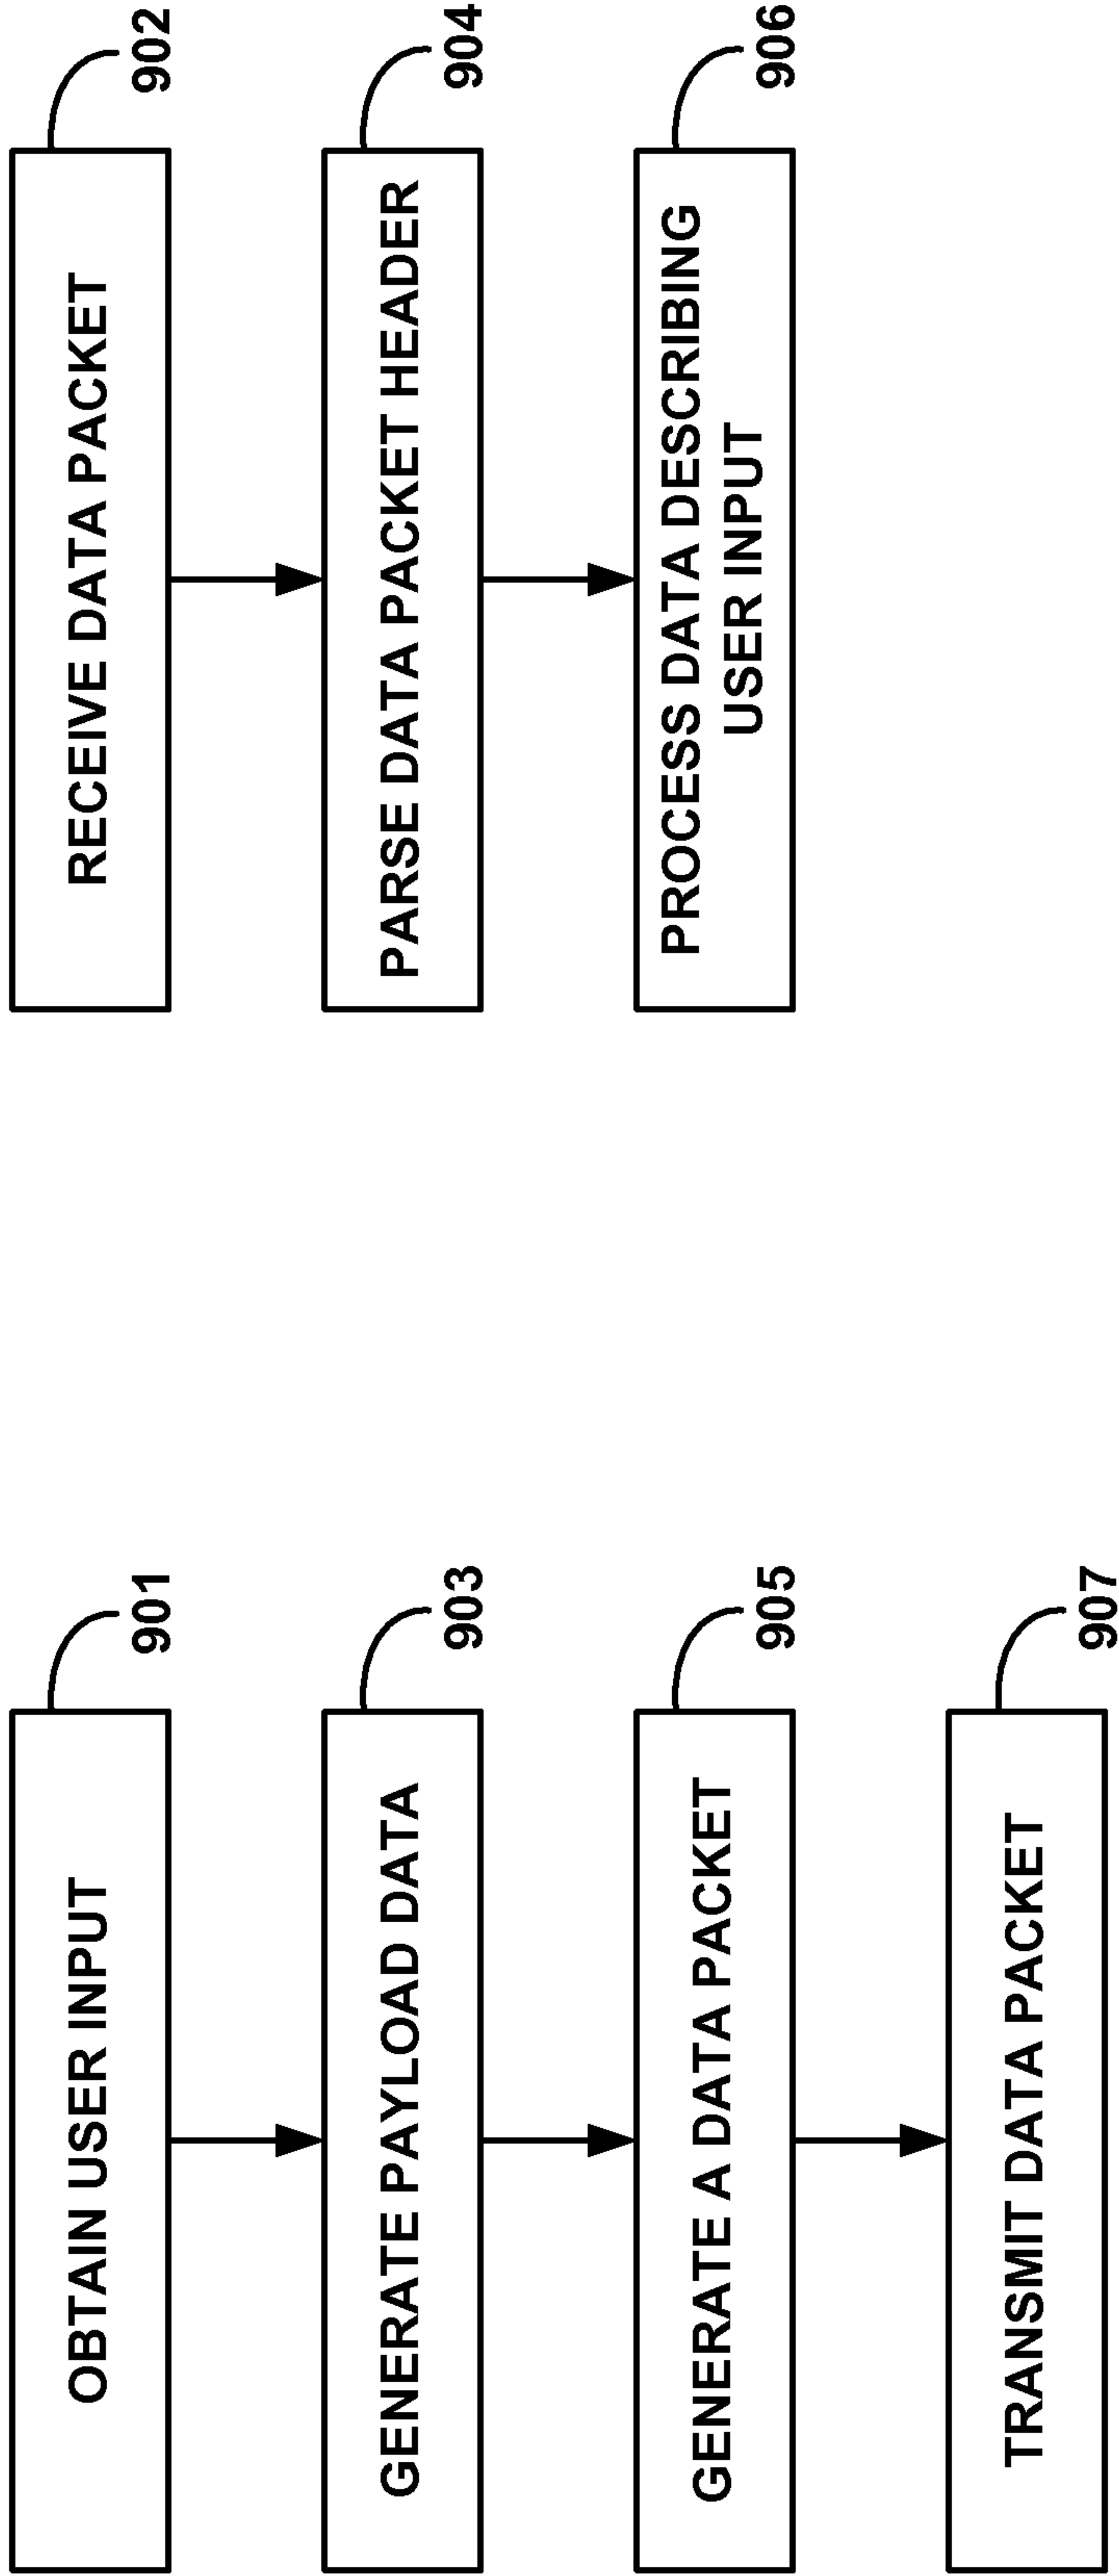 OBTAIN USER INPUT
901
GENERATE PAYLOAD DATA
903
GENERATE A DATA PACKET
905
TRANSMIT DATA PACKET
907
RECEIVE DATA PACKET
902
PARSE DATA PACKET HEADER
904
PROCESS DATA DESCRIBING
USER INPUT
906